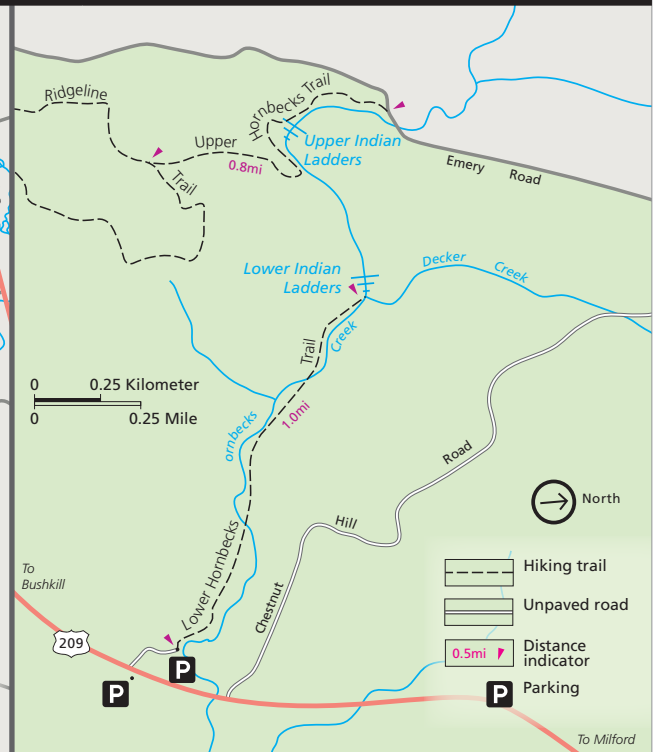 Ridgeline
Trail
Upper
Hornbecks Trail
0.8mi
Upper Indian
Ladders
Emery Road
Lower Indian
Ladders
Decker Creek
Trail
Creek
0 0.25 Kilometer
0 0.25 Mile
1.0mi
ornbecks
Road
North
Hill
Lower Hornbecks
Chestnut
To
Bushkill
209
P
P
Hiking trail
Unpaved road
0.5mi
Distance
indicator
P
Parking
To Milford